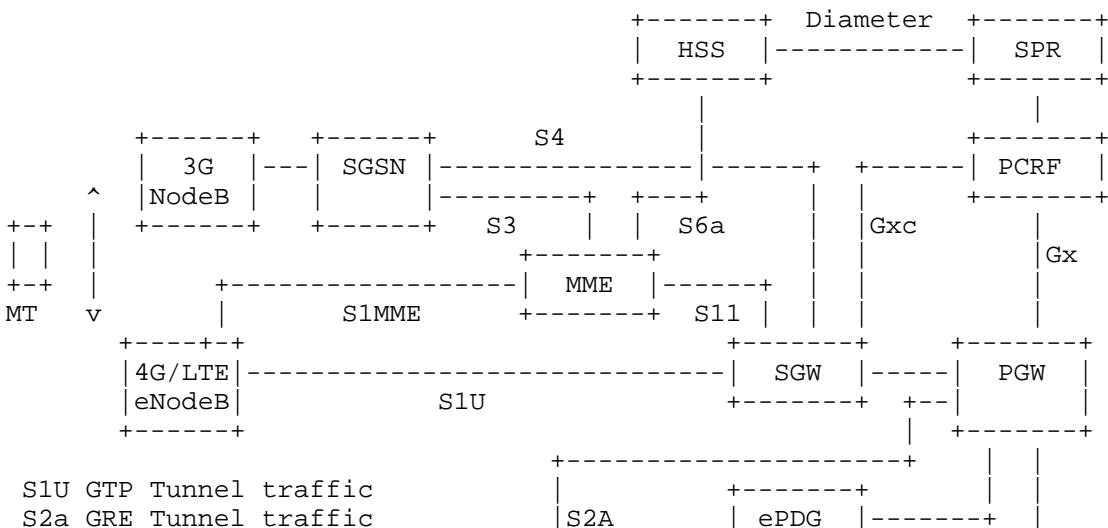 Diameter
HSS SPR
S4
3G SGSN PCRF
NodeB
S3 S6a Gxc
Gx
MME
MT v S1MME S11
4G/LTE SGW PGW
eNodeB S1U
S1U GTP Tunnel traffic
S2a GRE Tunnel traffic S2A ePDG